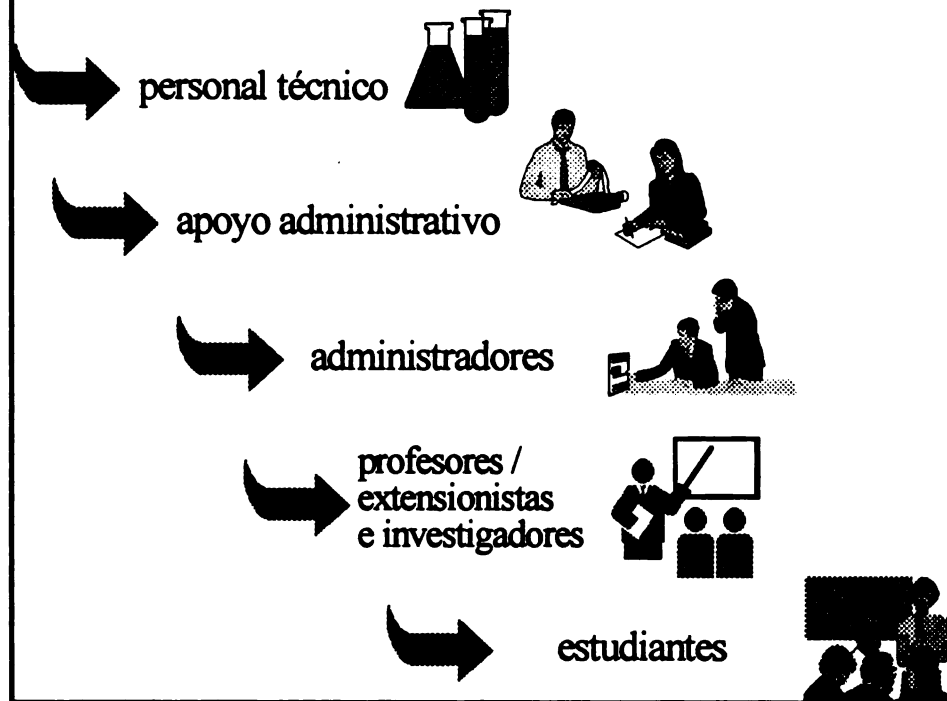 personal técnico
apoyo administrativo
administradores
profesores /
extensionistas
e investigadores
estudiantes